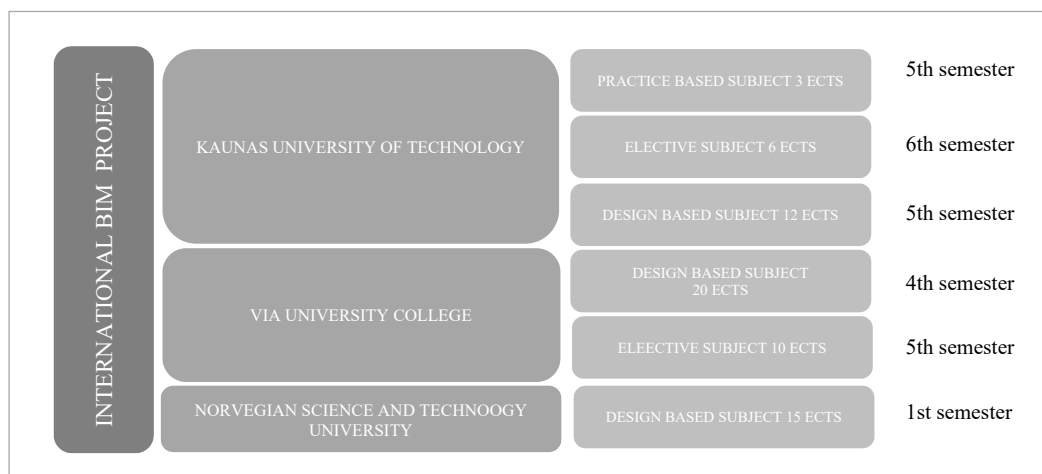 INTERNATIONAL BIM PROJECT
KAUNAS UNIVERSITY OF TECHNOLOGY
PRACTICE BASED SUBJECT 3 ECTS
5th semester
ELECTIVE SUBJECT 6 ECTS
6th semester
DESIGN BASED SUBJECT 12 ECTS
5th semester
VIA UNIVERSITY COLLEGE
DESIGN BASED SUBJECT
20 ECTS
4th semester
ELEECTIVE SUBJECT 10 ECTS
5th semester
NORVEGIAN SCIENCE AND TECHNOOGY
UNIVERSITY
DESIGN BASED SUBJECT 15 ECTS
1st semester